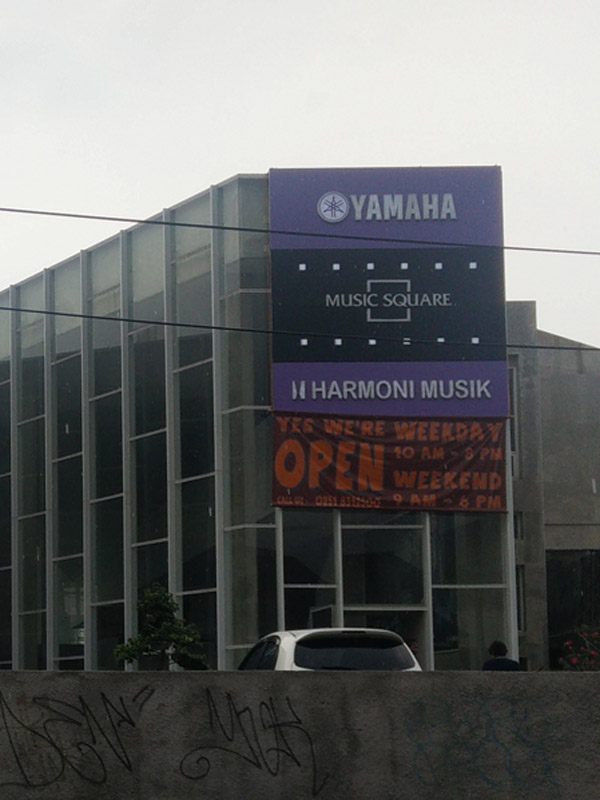 YAMAHA
MUSIC SQUARE
HARMONI MUSIK
YES WE'RE
OPEN
WEEKDAY
10 AM - 8 PM
WEEKEND
9 AM - 6 PM